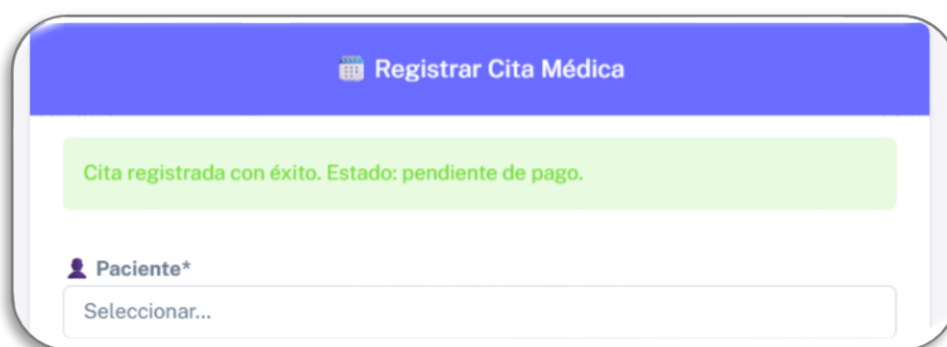 Registrar Cita Médica
Cita registrada con éxito. Estado: pendiente de pago.
Paciente*
Seleccionar...